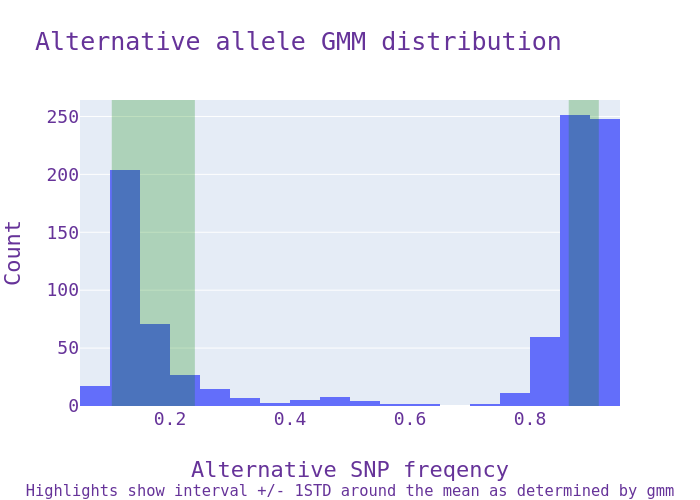 Alternative allele GMM distribution
250
200
150
100
50
0
Count
0.2 0.4 0.6 0.8
Alternative SNP freqency
Highlights show interval +/- 1STD around the mean as determined by gmm